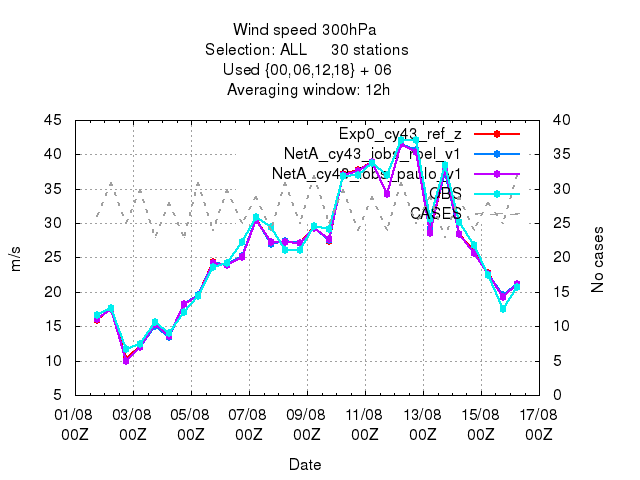 Wind speed 300hPa
Selection: ALL 30 stations
Used {00,06,12,18} + 06
Averaging window: 12h
45 40
Exp0_cy43_ref_z
40 35
NetA_cy43_iobs_noel_v1
NetA_cy43_iobs_paulo_v1
35 30
OBS
CASES
30 25
25 20
m/s
No cases
20 15
15 10
10 5
5 0
01/08 03/08 05/08 07/08 09/08 11/08 13/08 15/08 17/08
00Z 00Z 00Z 00Z 00Z 00Z 00Z 00Z 00Z
Date